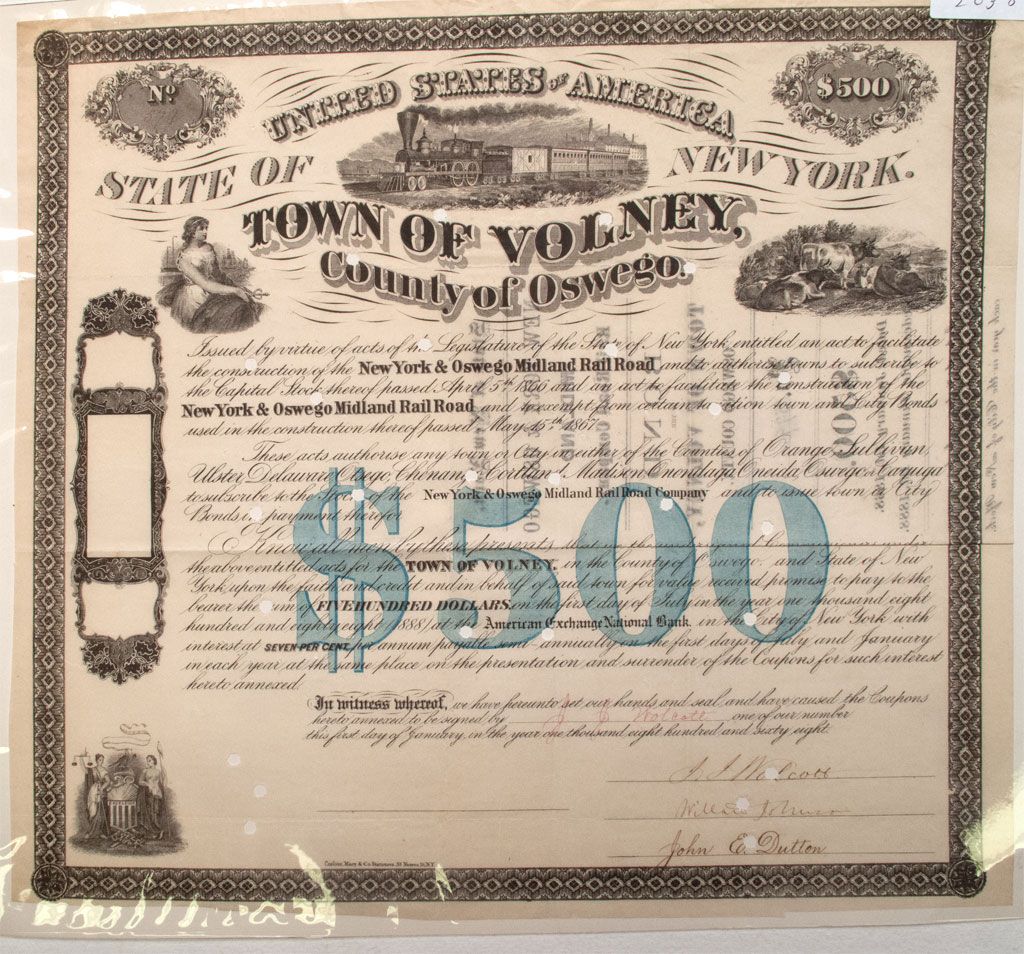 No.
$500
UNITED STATES OF AMERICA
STATE OF NEW YORK.
TOWN OF VOLNEY,
County of Oswego.
Issued by virtue of acts of the Legislature of the State of New York entitled an act to facilitate
the construction of the New York & Oswego Midland Rail Road and to authorise towns to subscribe to
the Capital Stock thereof passed April 5th 1866 and an act to facilitate the construction of the
New York & Oswego Midland Rail Road and to exempt from certain taxation town and City Bonds
used in the construction thereof passed May 15th 1867.
These acts authorise any town or City in either of the Counties of Orange, Sullivan,
Ulster, Delaware, Otsego, Chenango, Cortland, Madison, Onondaga, Oneida, Oswego, or Cayuga
to subscribe to the Stock of the New York & Oswego Midland Rail Road Company and to issue town or City
Bonds in payment therefor
Know all men by these presents that
the above entitled acts for the TOWN OF VOLNEY, in the County of Oswego, and State of New
York, upon the faith and credit and in behalf of said town for value received promise to pay to the
bearer the sum of FIVE HUNDRED DOLLARS, on the first day of July in the year one thousand eight
hundred and eighty eight (1888) at the American Exchange National Bank. in the City of New York with
interest at SEVEN PER CENT. per annum payable semi-annually on the first days of July and January
in each year at the same place on the presentation and surrender of the Coupons for such interest
hereto annexed.
$500
In witness whereof, we have hereunto set our hands and seal, and have caused the Coupons
hereto annexed to be signed by J J Wolcott one of our number
this first day of January, in the year one thousand eight hundred and sixty eight.
J J Wolcott
William Johnson
John E. Dutton